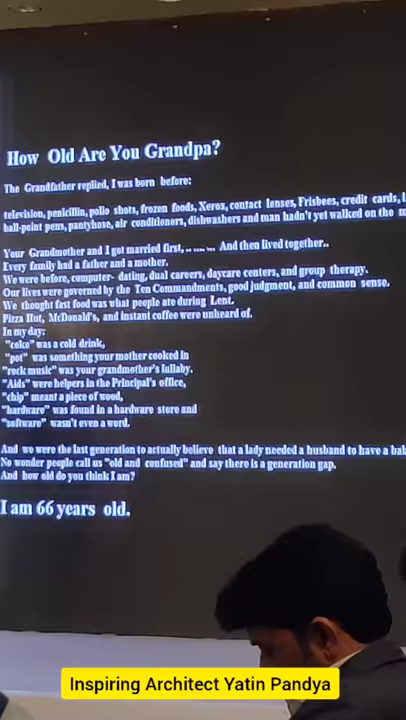 How Old Are You Grandpa?
The Grandfather replied, I was born before:
television, penicillin, polio shots, frozen foods, Xerox, contact lenses, Frisbees, credit cards,
ball-point pens, pantyhose, air conditioners, dishwashers and man hadn't yet walked on the
Your Grandmother and I got married first, .. ..... ... And then lived together..
Every family had a father and a mother.
We were before, computer- dating, dual careers, daycare centers, and group therapy.
Our lives were governed by the Ten Commandments, good judgment, and common sense.
We thought fast food was what people ate during Lent.
Pizza Hut, McDonald's, and instant coffee were unheard of.
In my day:
"coke" was a cold drink,
"pot" was something your mother cooked in
"rock music" was your grandmother's lullaby.
"Aids" were helpers in the Principal's office,
"chip" meant a piece of wood,
"hardware" was found in a hardware store and
"software" wasn't even a word.
And we were the last generation to actually believe that a lady needed a husband to have a
No wonder people call us "old and confused" and say there is a generation gap.
And how old do you think I am?
I am 66 years old.
Inspiring Architect Yatin Pandya